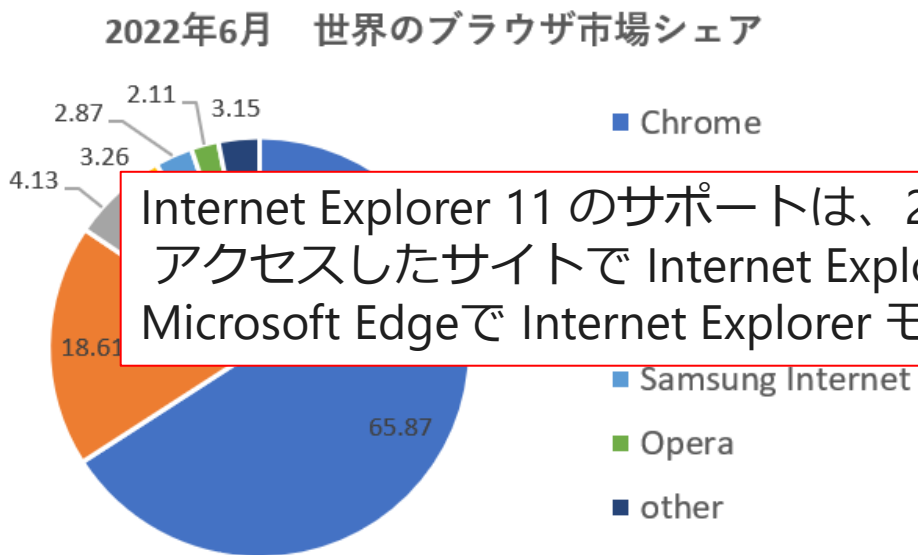 2022年6月　世界のブラウザ市場シェア
2.11
3.15
2.87
3.26
4.13
Chrome
Internet Explorer 11 のサポートは、2
アクセスしたサイトで Internet Explo
Microsoft Edgeで Internet Explorer モ
18.61
Samsung Internet
65.87
Opera
other